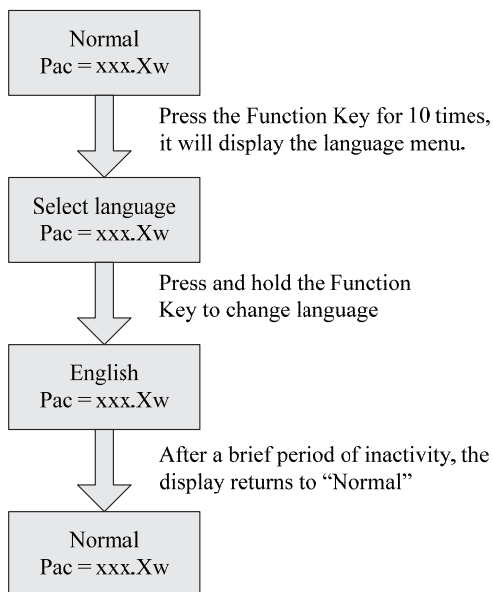 Normal
Pac = xxx.Xw
Press the Function Key for 10 times,
it will display the language menu.
Select language
Pac = xxx.Xw
Press and hold the Function
Key to change language
English
Pac = xxx.Xw
After a brief period of inactivity, the
display returns to “Normal”
Normal
Pac = xxx.Xw